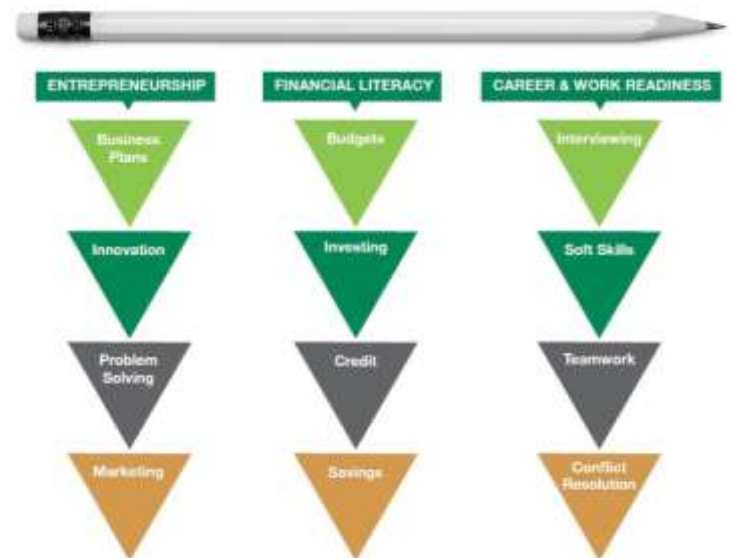 ENTREPRENEURSHIP
Business
Plans
Innovation
Problem
Solving
Marketing
FINANCIAL LITERACY
Budgets
Investing
Credit
Savings
CAREER & WORK READINESS
Interviewing
Soft Skills
Teamwork
Conflict
Resolution